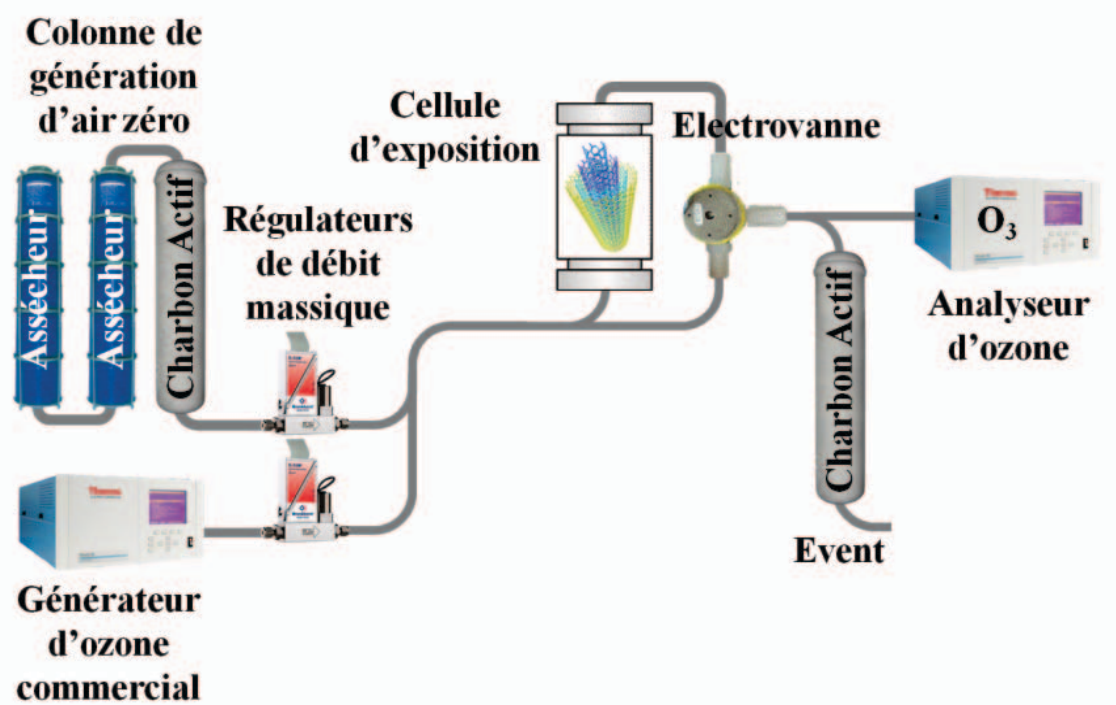 Colonne de
génération
d'air zéro
Assécheur
Assécheur
Charbon Actif
Régulateurs
de débit
massique
Cellule
d'exposition
Electrovanne
O3
Analyseur
d'ozone
Charbon Actif
Event
Générateur
d'ozone
commercial